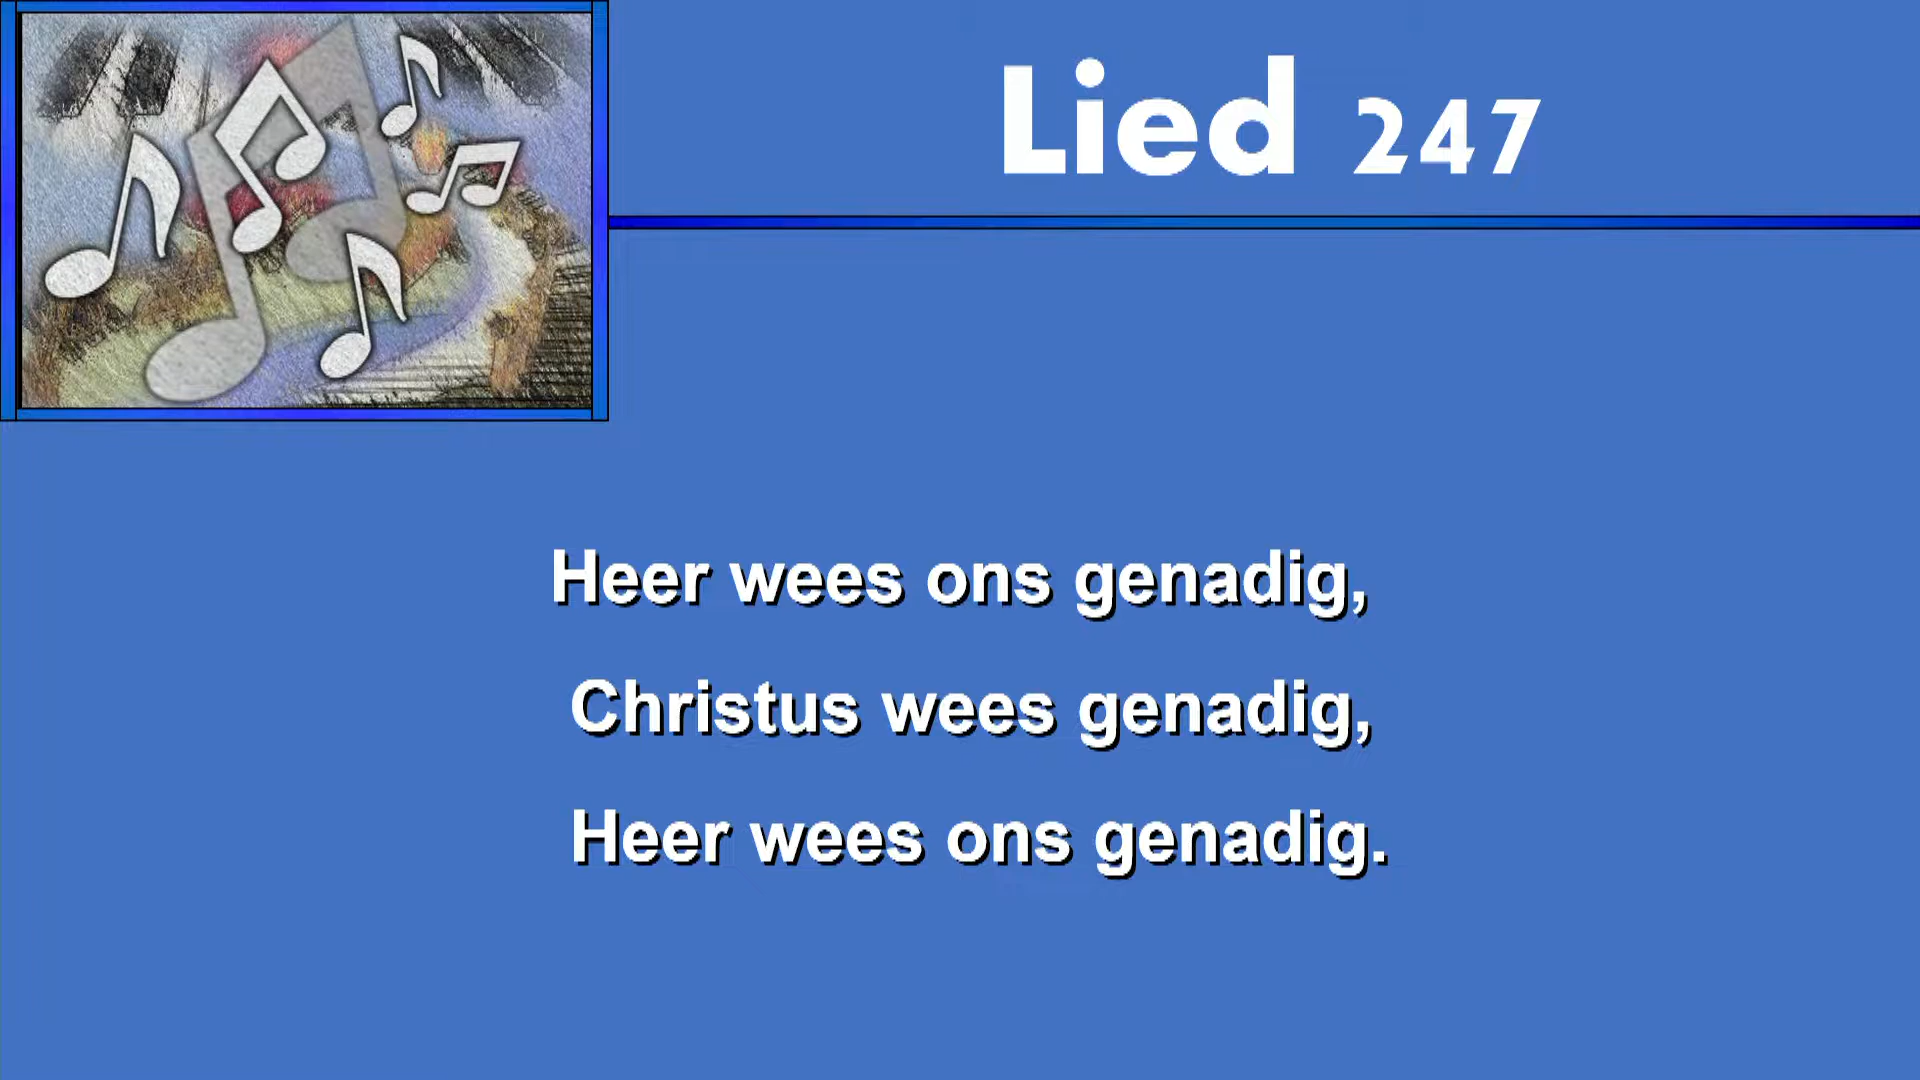 Lied 247
Heer wees ons genadig,
Christus wees genadig,
Heer wees ons genadig.